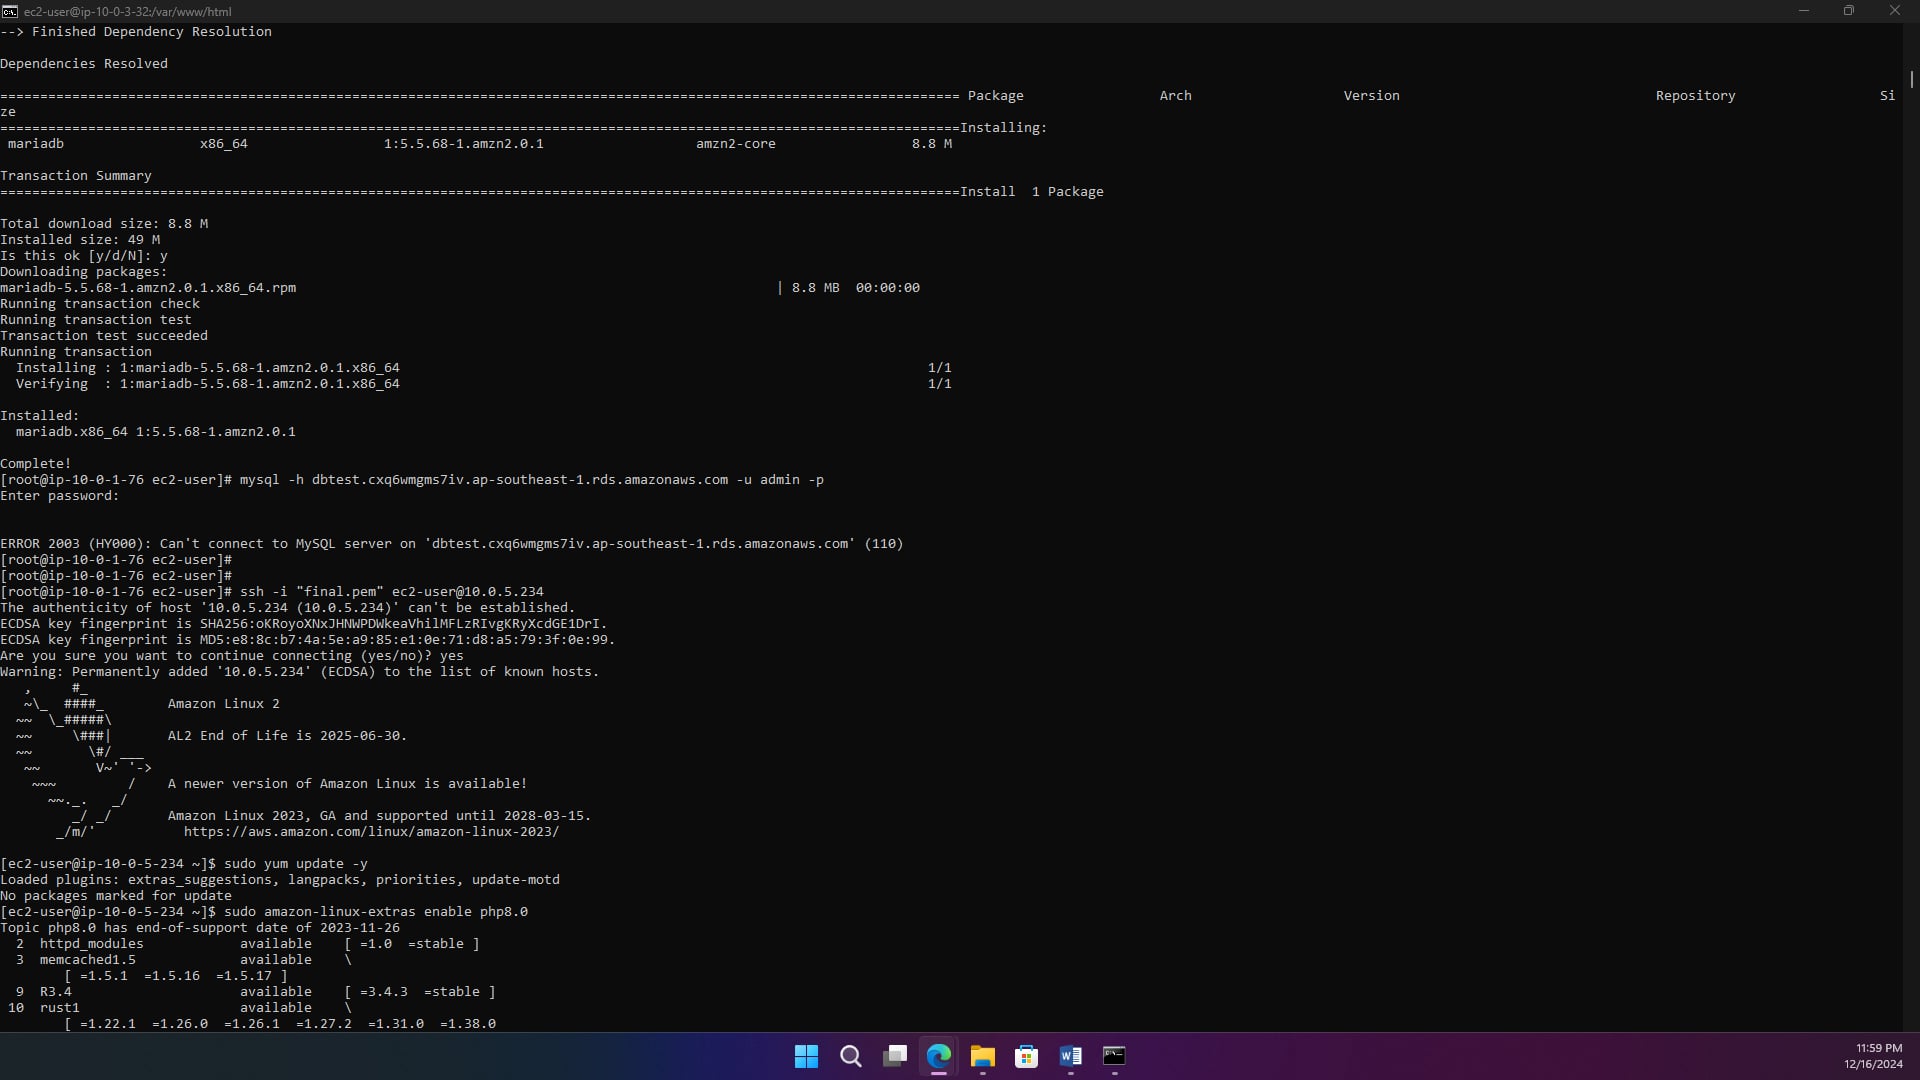 ec2-user@ip-10-0-3-32:/var/www/html
--> Finished Dependency Resolution
Dependencies Resolved
======================================================================================================================== Package                 Arch                   Version                                Repository                  Si
ze
========================================================================================================================Installing:
 mariadb                 x86_64                 1:5.5.68-1.amzn2.0.1                   amzn2-core                 8.8 M
Transaction Summary
========================================================================================================================Install  1 Package
Total download size: 8.8 M
Installed size: 49 M
Is this ok [y/d/N]: y
Downloading packages:
mariadb-5.5.68-1.amzn2.0.1.x86_64.rpm                                                            | 8.8 MB  00:00:00
Running transaction check
Running transaction test
Transaction test succeeded
Running transaction
  Installing : 1:mariadb-5.5.68-1.amzn2.0.1.x86_64                                                                  1/1
  Verifying  : 1:mariadb-5.5.68-1.amzn2.0.1.x86_64                                                                  1/1
Installed:
  mariadb.x86_64 1:5.5.68-1.amzn2.0.1
Complete!
[root@ip-10-0-1-76 ec2-user]# mysql -h dbtest.cxq6wmgms7iv.ap-southeast-1.rds.amazonaws.com -u admin -p
Enter password:
ERROR 2003 (HY000): Can't connect to MySQL server on 'dbtest.cxq6wmgms7iv.ap-southeast-1.rds.amazonaws.com' (110)
[root@ip-10-0-1-76 ec2-user]#
[root@ip-10-0-1-76 ec2-user]#
[root@ip-10-0-1-76 ec2-user]# ssh -i "final.pem" ec2-user@10.0.5.234
The authenticity of host '10.0.5.234 (10.0.5.234)' can't be established.
ECDSA key fingerprint is SHA256:oKRoyoXNxJHNWPDWkeaVhilMFLzRIvgKRyXcdGE1DrI.
ECDSA key fingerprint is MD5:e8:8c:b7:4a:5e:a9:85:e1:0e:71:d8:a5:79:3f:0e:99.
Are you sure you want to continue connecting (yes/no)? yes
Warning: Permanently added '10.0.5.234' (ECDSA) to the list of known hosts.
   ,     #_
   ~\_  ####_        Amazon Linux 2
  ~~  \_#####\
  ~~     \###|       AL2 End of Life is 2025-06-30.
  ~~       \#/ ___
   ~~       V~' '->
    ~~~         /    A newer version of Amazon Linux is available!
      ~~._.   _/
         _/ _/       Amazon Linux 2023, GA and supported until 2028-03-15.
       _/m/'           https://aws.amazon.com/linux/amazon-linux-2023/
[ec2-user@ip-10-0-5-234 ~]$ sudo yum update -y
Loaded plugins: extras_suggestions, langpacks, priorities, update-motd
No packages marked for update
[ec2-user@ip-10-0-5-234 ~]$ sudo amazon-linux-extras enable php8.0
Topic php8.0 has end-of-support date of 2023-11-26
  2  httpd_modules            available    [ =1.0  =stable ]
  3  memcached1.5             available    \
        [ =1.5.1  =1.5.16  =1.5.17 ]
  9  R3.4                     available    [ =3.4.3  =stable ]
 10  rust1                    available    \
        [ =1.22.1  =1.26.0  =1.26.1  =1.27.2  =1.31.0  =1.38.0
11:59 PM
12/16/2024